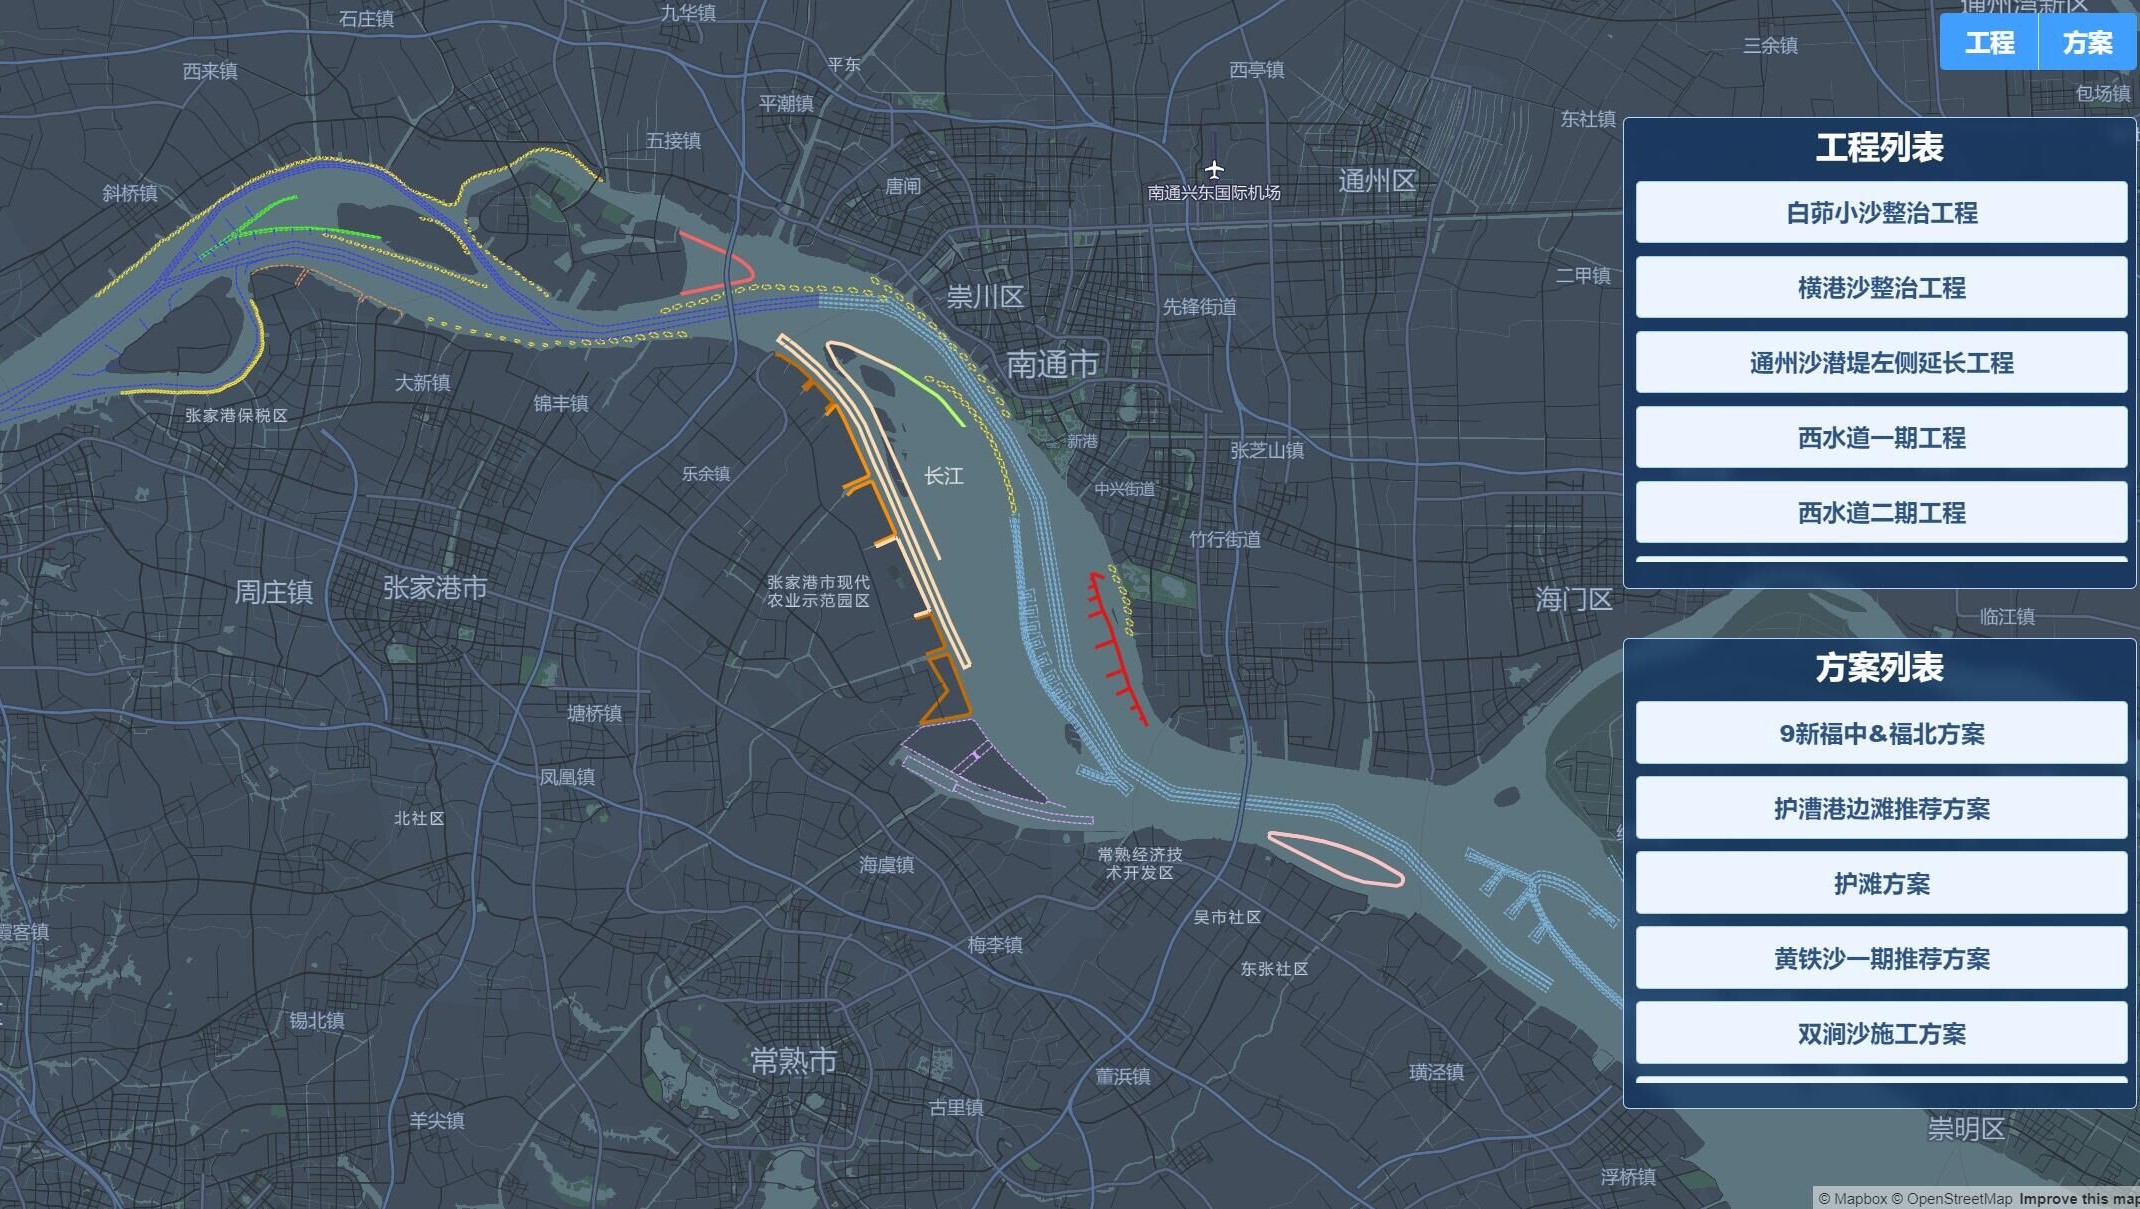 石庄镇
九华镇
通州湾新区
工程
方案
三余镇
西来镇
平东
西亭镇
平潮镇
包场镇
东社镇
五接镇
工程列表
斜桥镇
唐闸
南通兴东国际机场
通州区
白茆小沙整治工程
横港沙整治工程
二甲镇
崇川区
先锋街道
通州沙潜堤左侧延长工程
南通市
大新镇
锦丰镇
张家港保税区
西水道一期工程
新港
张芝山镇
乐余镇
长江
中兴街道
西水道二期工程
竹行街道
周庄镇
张家港市
张家港市现代
农业示范园区
海门区
临江镇
方案列表
塘桥镇
9新福中&福北方案
凤凰镇
护漕港边滩推荐方案
北社区
海虞镇
常熟经济技
术开发区
护滩方案
吴市社区
霞客镇
梅李镇
东张社区
黄铁沙一期推荐方案
锡北镇
双涧沙施工方案
常熟市
董浜镇
璜泾镇
古里镇
羊尖镇
崇明区
浮桥镇
© Mapbox © OpenStreetMap Improve this map